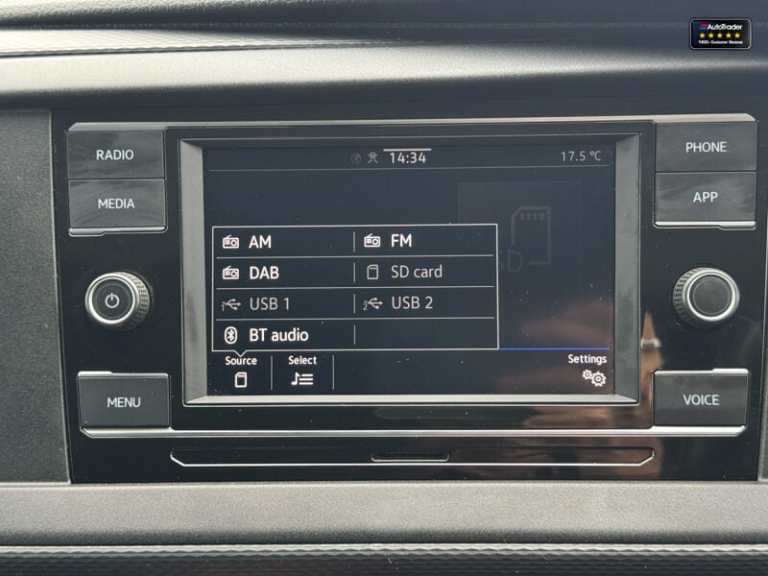 AutoTrader
RADIO
MEDIA
MENU
14:34
17.5 °C
AM
FM
DAB
SD card
USB 1
USB 2
BT audio
Source
Select
Settings
PHONE
APP
VOICE